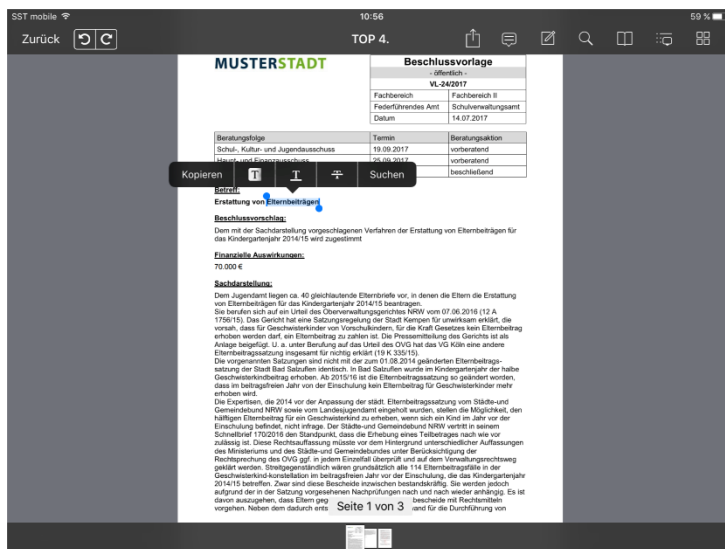 SST mobile
10:56
59 %
Zurück
TOP 4.
MUSTERSTADT
Beschlussvorlage
- öffentlich -
VL-24/2017
Fachbereich Fachbereich II
Federführendes Amt Schulverwaltungsamt
Datum 14.07.2017
Beratungsfolge Termin Beratungsaktion
Schul-, Kultur- und Jugendausschuss 19.09.2017 vorberatend
Haupt- und Finanzausschuss 25.09.2017 vorberatend
beschließend
Kopieren T T Suchen
Betreff:
Erstattung von Elternbeiträgen
Beschlussvorschlag:
Dem mit der Sachdarstellung vorgeschlagenen Verfahren der Erstattung von Elternbeiträgen für
das Kindergartenjahr 2014/15 wird zugestimmt
Finanzielle Auswirkungen:
70.000 €
Sachdarstellung:
Dem Jugendamt liegen ca. 40 gleichlautende Elternbriefe vor, in denen die Eltern die Erstattung
von Elternbeiträgen für das Kindergartenjahr 2014/15 beantragen.
Sie berufen sich auf ein Urteil des Oberverwaltungsgerichtes NRW vom 07.06.2016 (12 A
1756/15). Das Gericht hat eine Satzungsregelung der Stadt Kempen für unwirksam erklärt, die
vorsah, dass für Geschwisterkinder von Vorschulkindern, für die Kraft Gesetzes kein Elternbeitrag
erhoben werden darf, ein Elternbeitrag zu zahlen ist. Die Pressemitteilung des Gerichts ist als
Anlage beigefügt. U. a. unter Berufung auf das Urteil des OVG hat das VG Köln eine andere
Elternbeitragssatzung insgesamt für nichtig erklärt (19 K 335/15).
Die vorgenannten Satzungen sind nicht mit der zum 01.08.2014 geänderten Elternbeitrags-
satzung der Stadt Bad Salzuflen identisch. In Bad Salzuflen wurde im Kindergartenjahr der halbe
Geschwisterkindbeitrag erhoben. Ab 2015/16 ist die Elternbeitragssatzung so geändert worden,
dass im beitragsfreien Jahr von der Einschulung kein Elternbeitrag für Geschwisterkinder mehr
erhoben wird.
Die Expertisen, die 2014 vor der Anpassung der städt. Elternbeitragssatzung vom Städte-und
Gemeindebund NRW sowie vom Landesjugendamt eingeholt wurden, stellen die Möglichkeit, den
hälftigen Elternbeitrag für ein Geschwisterkind zu erheben, wenn sich ein Kind im Jahr vor der
Einschulung befindet, nicht infrage. Der Städte-und Gemeindebund NRW vertritt in seinem
Schnellbrief 170/2016 den Standpunkt, dass die Erhebung eines Teilbetrages nach wie vor
zulässig ist. Diese Rechtsauffassung müsste vor dem Hintergrund unterschiedlicher Auffassungen
des Ministeriums und des Städte-und Gemeindebundes unter Berücksichtigung der
Rechtsprechung des OVG ggf. in jedem Einzelfall überprüft und auf dem Verwaltungsrechtsweg
geklärt werden. Streitgegenständlich wären grundsätzlich alle 114 Elternbeitragsfälle in der
Geschwisterkind-konstellation im beitragsfreien Jahr vor der Einschulung, die das Kindergartenjahr
2014/15 betreffen. Zwar sind diese Bescheide inzwischen bestandskräftig. Sie werden jedoch
aufgrund der in der Satzung vorgesehenen Nachprüfungen nach und nach wieder anhängig. Es ist
davon auszugehen, dass Eltern geg bescheide mit Rechtsmitteln
vorgehen. Neben dem dadurch ents and für die Durchführung von
Seite 1 von 3